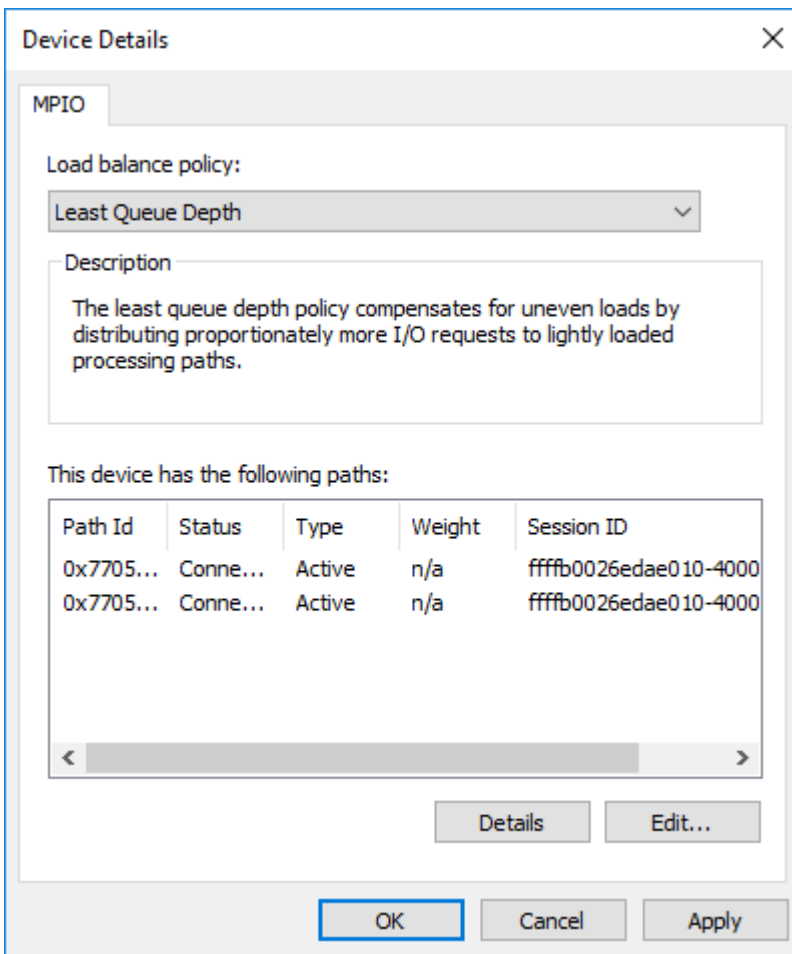 Device Details
MPIO
Load balance policy:
Least Queue Depth
Description
The least queue depth policy compensates for uneven loads by
distributing proportionately more I/O requests to lightly loaded
processing paths.
This device has the following paths:
Path Id Status Type Weight Session ID
0x7705... Conne... Active n/a ffffb0026edae010-4000
0x7705... Conne... Active n/a ffffb0026edae010-4000
Details Edit...
OK Cancel Apply